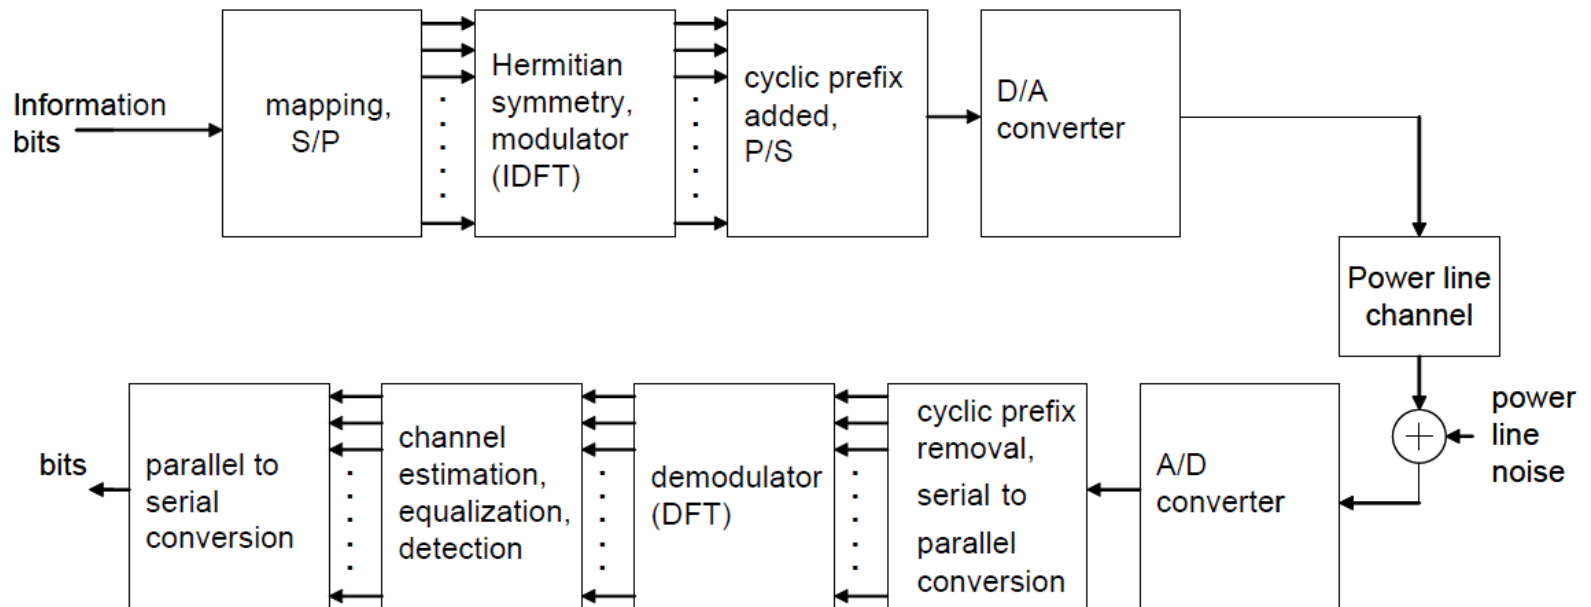 Information
bits
mapping,
S/P
Hermitian
symmetry,
modulator
(IDFT)
cyclic prefix
added,
P/S
D/A
converter
Power line
channel
power
line
noise
A/D
converter
cyclic prefix
removal,
serial to
parallel
conversion
demodulator
(DFT)
channel
estimation,
equalization,
detection
parallel to
serial
conversion
bits